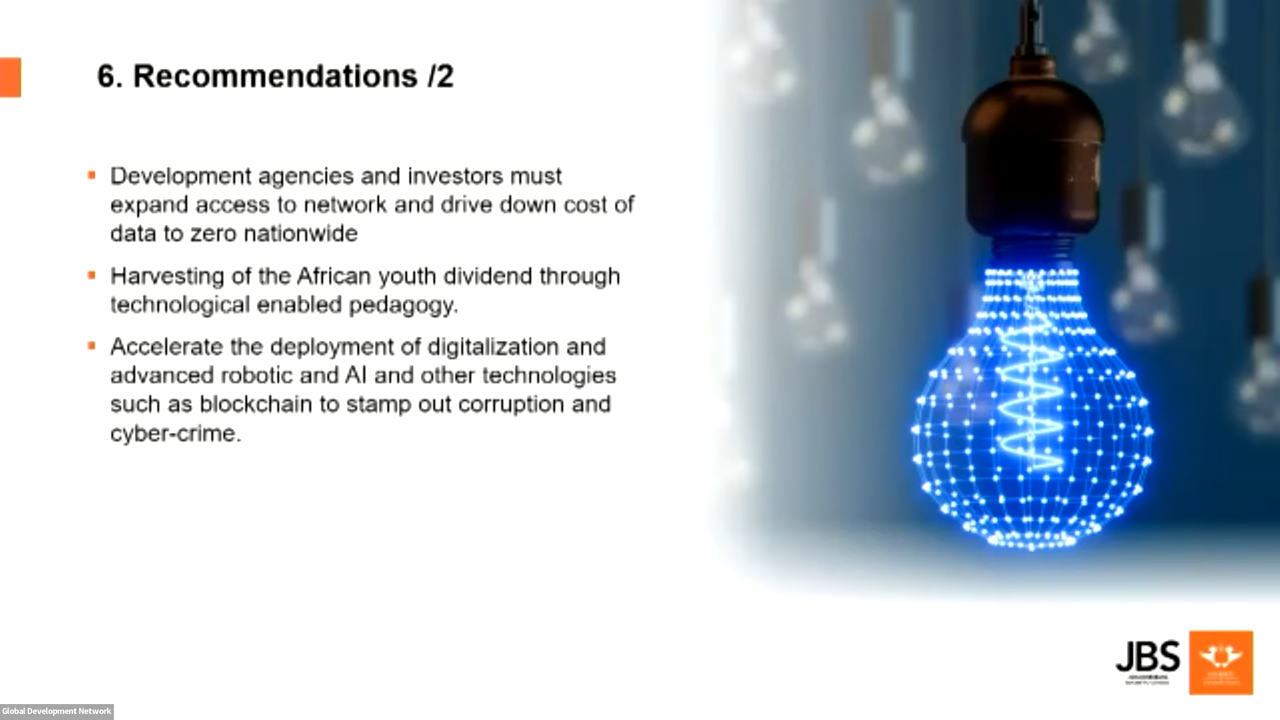 6. Recommendations /2
Development agencies and investors must
expand access to network and drive down cost of
data to zero nationwide
Harvesting of the African youth dividend through
technological enabled pedagogy.
Accelerate the deployment of digitalization and
advanced robotic and AI and other technologies
such as blockchain to stamp out corruption and
cyber-crime.
JBS
Global Development Network